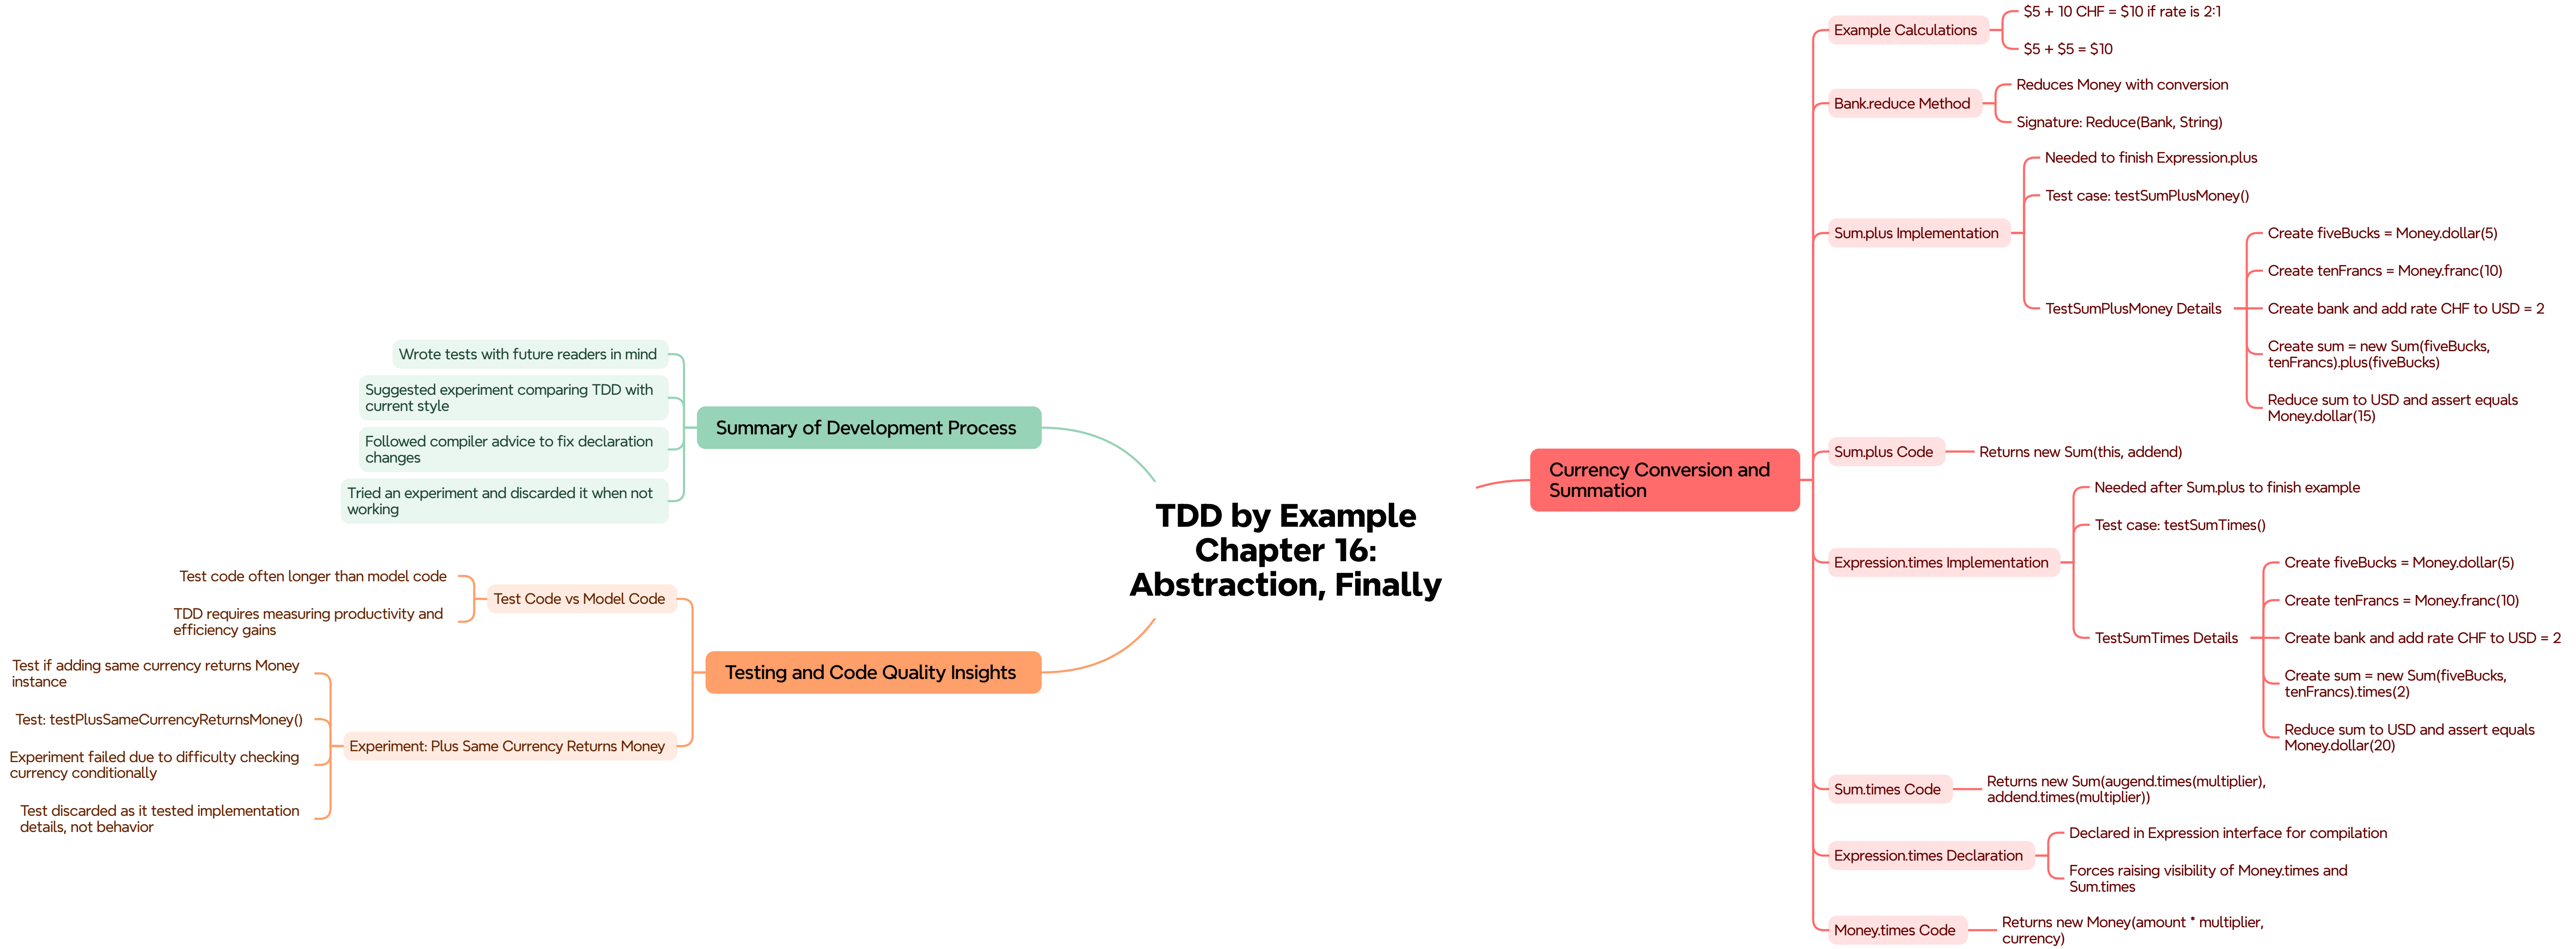 TDD by Example
Chapter 16:
Abstraction, Finally
Currency Conversion and
Summation
Example Calculations
$5 + 10 CHF = $10 if rate is 2:1
$5 + $5 = $10
Bank.reduce Method
Reduces Money with conversion
Signature: Reduce(Bank, String)
Sum.plus Implementation
Needed to finish Expression.plus
Test case: testSumPlusMoney()
TestSumPlusMoney Details
Create fiveBucks = Money.dollar(5)
Create tenFrancs = Money.franc(10)
Create bank and add rate CHF to USD = 2
Create sum = new Sum(fiveBucks,
tenFrancs).plus(fiveBucks)
Reduce sum to USD and assert equals
Money.dollar(15)
Sum.plus Code
Returns new Sum(this, addend)
Expression.times Implementation
Needed after Sum.plus to finish example
Test case: testSumTimes()
TestSumTimes Details
Create fiveBucks = Money.dollar(5)
Create tenFrancs = Money.franc(10)
Create bank and add rate CHF to USD = 2
Create sum = new Sum(fiveBucks,
tenFrancs).times(2)
Reduce sum to USD and assert equals
Money.dollar(20)
Sum.times Code
Returns new Sum(augend.times(multiplier),
addend.times(multiplier))
Expression.times Declaration
Declared in Expression interface for compilation
Forces raising visibility of Money.times and
Sum.times
Money.times Code
Returns new Money(amount * multiplier,
currency)
Summary of Development Process
Wrote tests with future readers in mind
Suggested experiment comparing TDD with
current style
Followed compiler advice to fix declaration
changes
Tried an experiment and discarded it when not
working
Testing and Code Quality Insights
Test Code vs Model Code
Test code often longer than model code
TDD requires measuring productivity and
efficiency gains
Experiment: Plus Same Currency Returns Money
Test if adding same currency returns Money
instance
Test: testPlusSameCurrencyReturnsMoney()
Experiment failed due to difficulty checking
currency conditionally
Test discarded as it tested implementation
details, not behavior